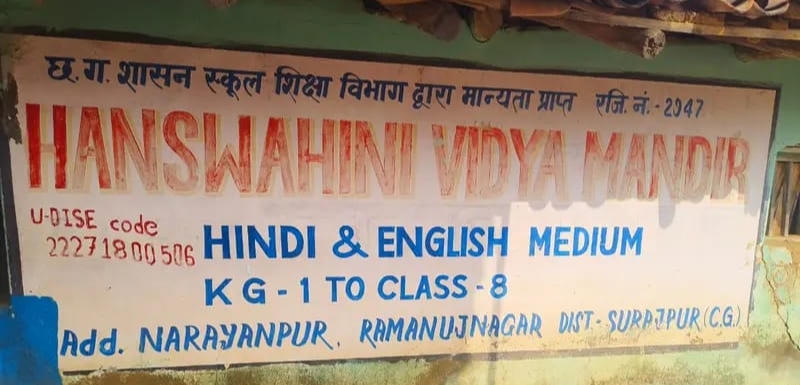 छ.ग. शासन स्कूल शिक्षा विभाग द्वारा मान्यता प्राप्त रजि.नं.-2947
HANSWAHINI VIDYA MANDIR
U-DISE code
22271800506
HINDI & ENGLISH MEDIUM
KG-1 TO CLASS-8
Add. NARAYANPUR, RAMANUJNAGAR DIST.- SURAJPUR (C.G.)